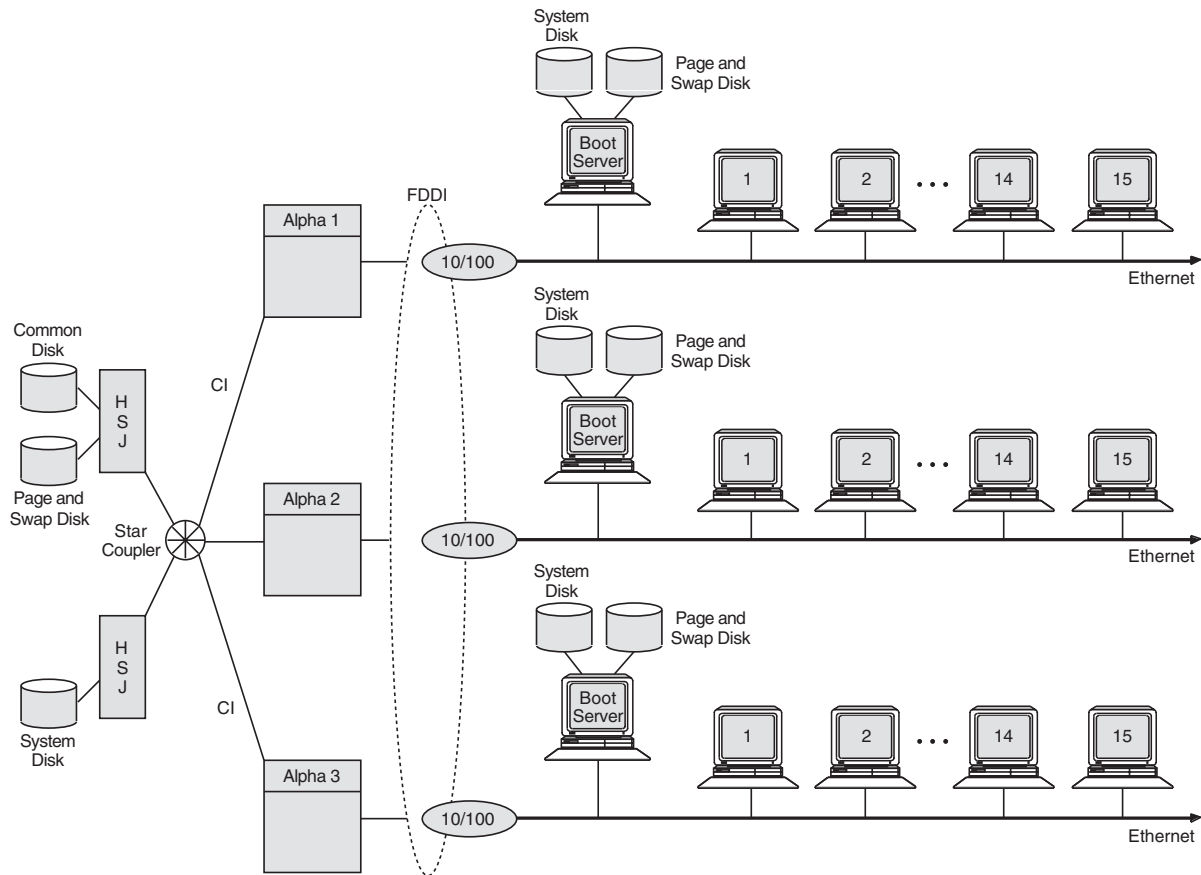 System
Disk
Page and
Swap Disk
Boot
Server
1
2
...
14
15
FDDI
Alpha 1
10/100
Ethernet
System
Disk
Page and
Swap Disk
Common
Disk
CI
H
S
J
Boot
Server
1
2
...
14
15
Page and
Swap Disk
Alpha 2
Star
Coupler
10/100
Ethernet
System
Disk
Page and
Swap Disk
H
S
J
CI
Boot
Server
1
2
...
14
15
System
Disk
Alpha 3
10/100
Ethernet